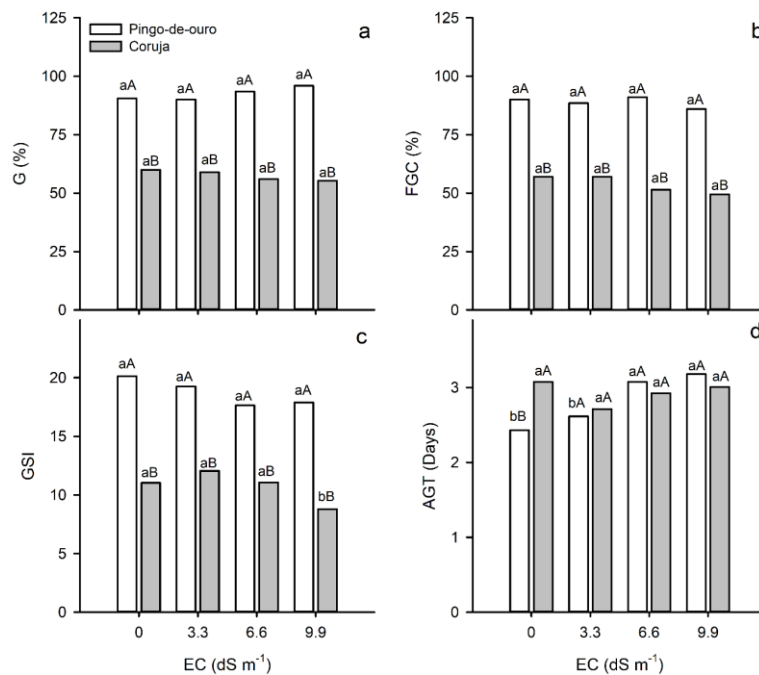 a
Pingo-de-ouro
Coruja
125
100
75
50
25
0
G (%)
aA
aB
aA
aB
aA
aB
aA
aB
b
125
100
75
50
25
0
FGC (%)
aA
aB
aA
aB
aA
aB
aA
aB
c
20
15
10
5
0
GSI
aA
aB
aA
aB
aA
aB
aA
bB
0 3.3 6.6 9.9
EC (dS m⁻¹)
d
3
2
1
0
AGT (Days)
bB
aA
bA
aA
aA
aA
aA
aA
0 3.3 6.6 9.9
EC (dS m⁻¹)